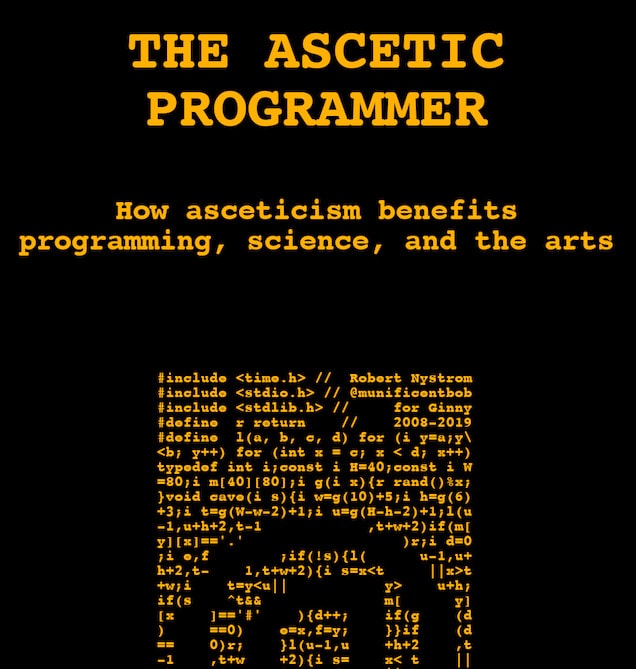 THE ASCETIC
PROGRAMMER
How asceticism benefits
programming, science, and the arts
#include <time.h> //  Robert Nystrom
#include <stdio.h> // @munificentbob
#include <stdlib.h> //     for Ginny
#define  r return    //    2008-2019
#define  l(a, b, c, d) for (i y=a;y\
<b; y++) for (int x = c; x < d; x++)
typedef int i;const i H=40;const i W
=80;i m[40][80];i g(i x){r rand()%x;
}void cave(i s){i w=g(10)+5;i h=g(6)
+3;i t=g(W-w-2)+1;i u=g(H-h-2)+1;l(u
-1,u+h+2,t-1            ,t+w+2)if(m[
y][x]=='.'                  )r;i d=0
;i e,f        ;if(!s){l(      u-1,u+
h+2,t-    1,t+w+2){i s=x<t     ||x>t
+w;i    t=y<u||           y>    u+h;
if(s    ^t&&              m[      y]
[x    ]=='#'    ){d++;    if(g    (d
)     ==0)    e=x,f=y;    }}if    (d
==    0)r;   }l(u-1,u    +h+2    ,t
-1    ,t+w    +2){i s=    x< t    ||